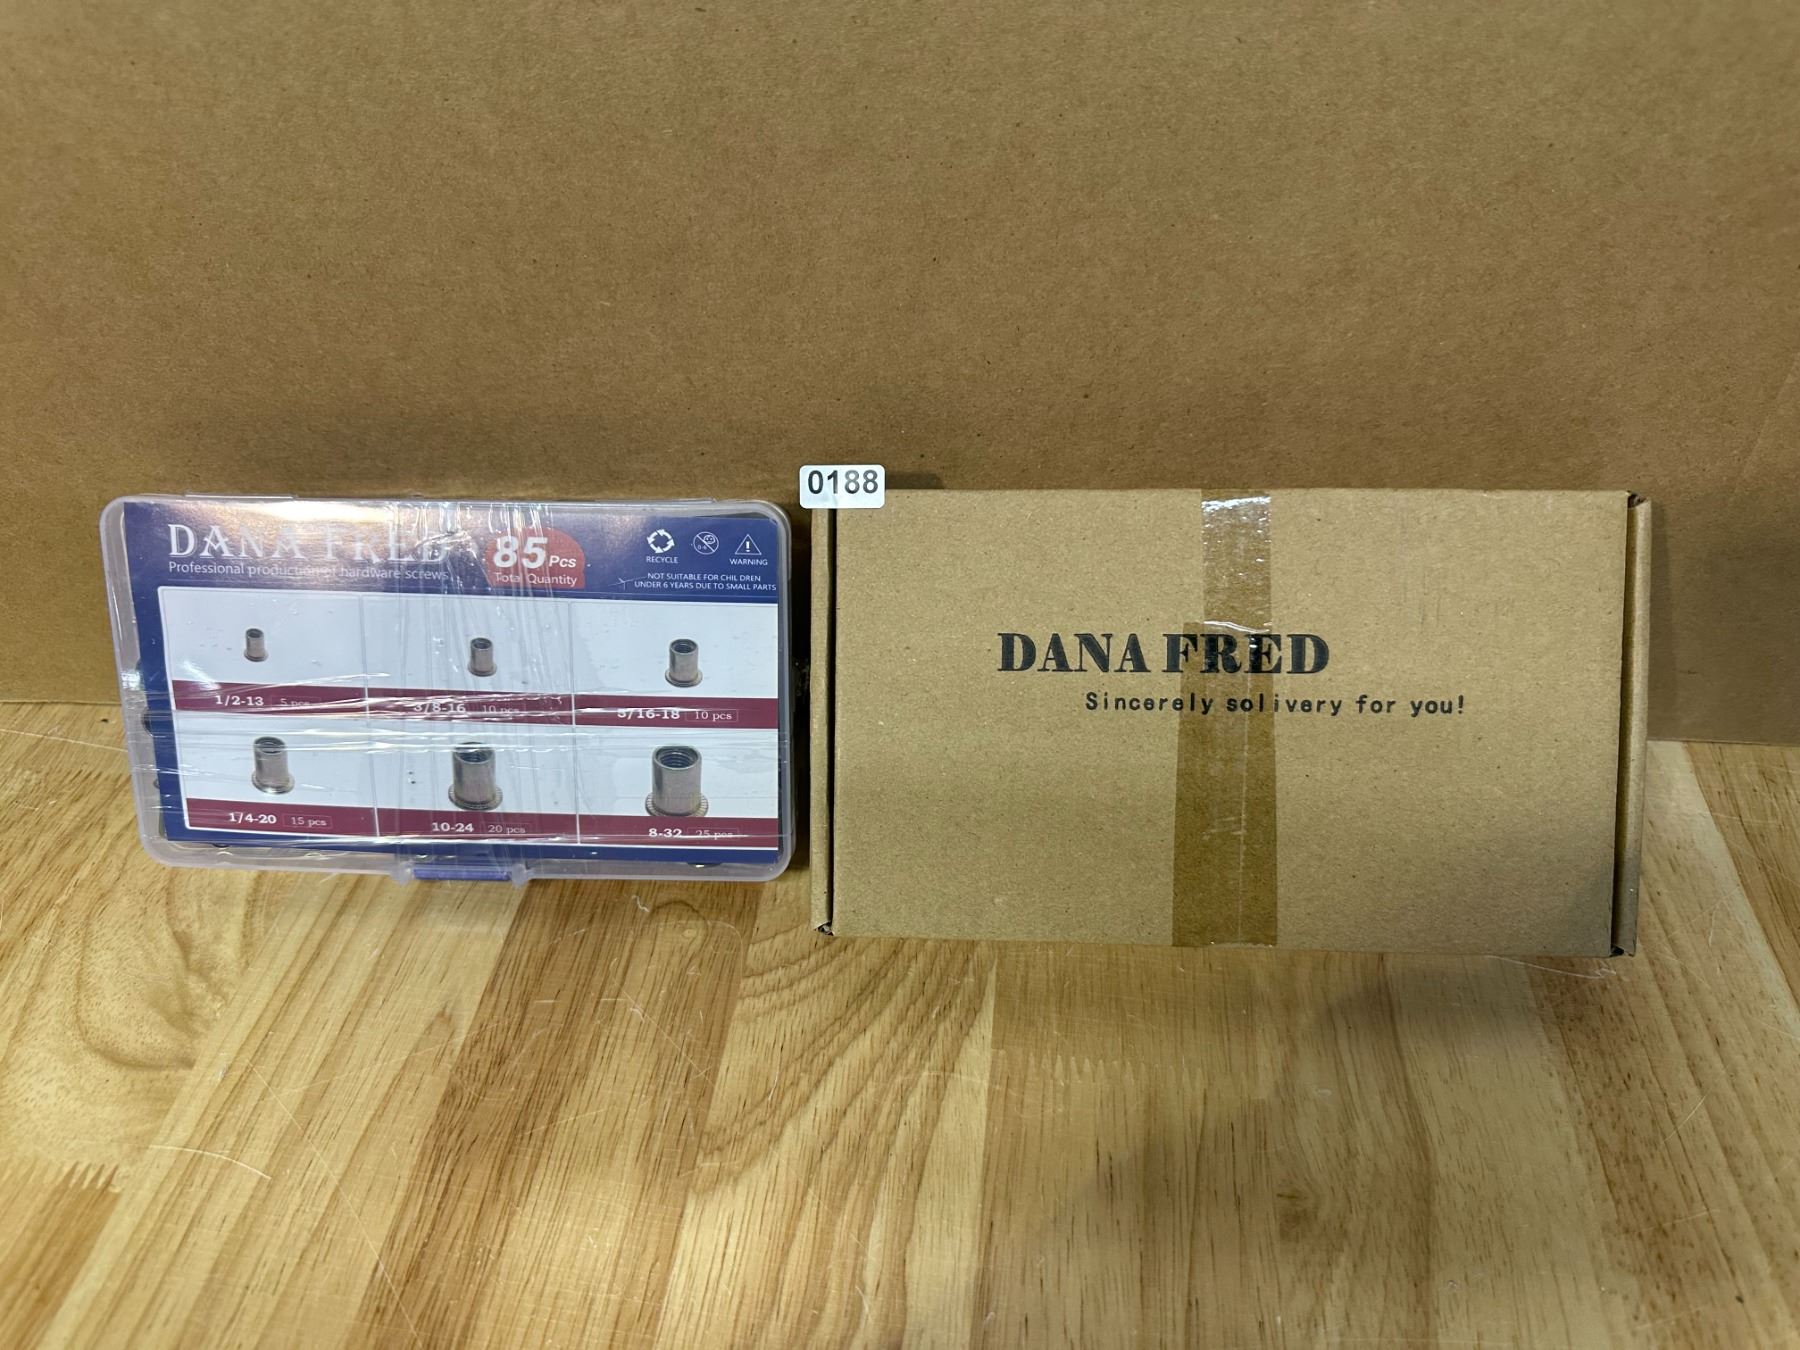 0188
DANA FRED
Professional production of hardware screws
85 Pcs
Total Quantity
RECYCLE
0-6
WARNING
NOT SUITABLE FOR CHIL DREN
UNDER 6 YEARS DUE TO SMALL PARTS
1/2-13 5 pcs
3/8-16 10 pcs
5/16-18 10 pcs
1/4-20 15 pcs
10-24 20 pcs
8-32 25 pcs
DANA FRED
Sincerely solivery for you!